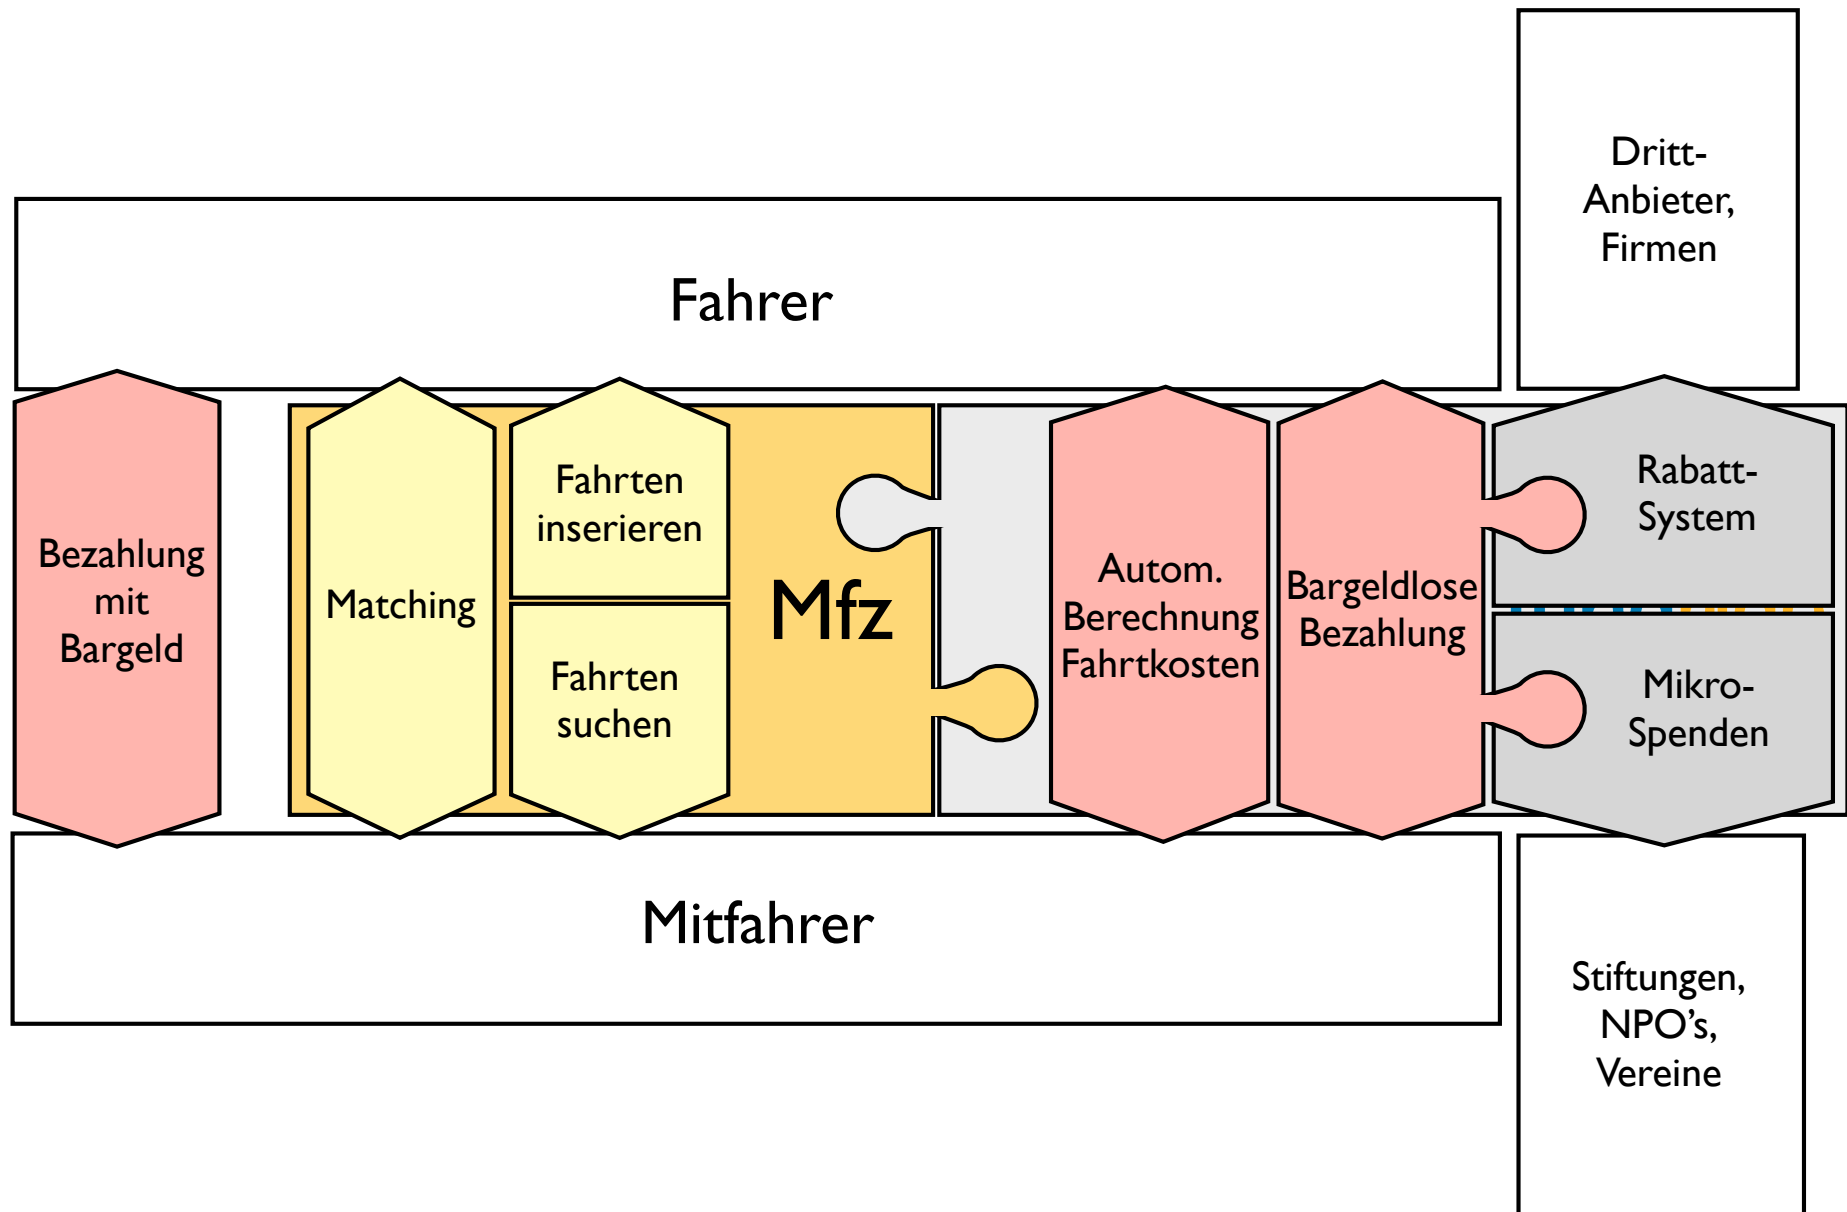 Dritt-
Anbieter,
Firmen
Fahrer
Bezahlung
mit
Bargeld
Matching
Fahrten
inserieren
Fahrten
suchen
Mfz
Autom.
Berechnung
Fahrtkosten
Bargeldlose
Bezahlung
Rabatt-
System
Mikro-
Spenden
Mitfahrer
Stiftungen,
NPO’s,
Vereine